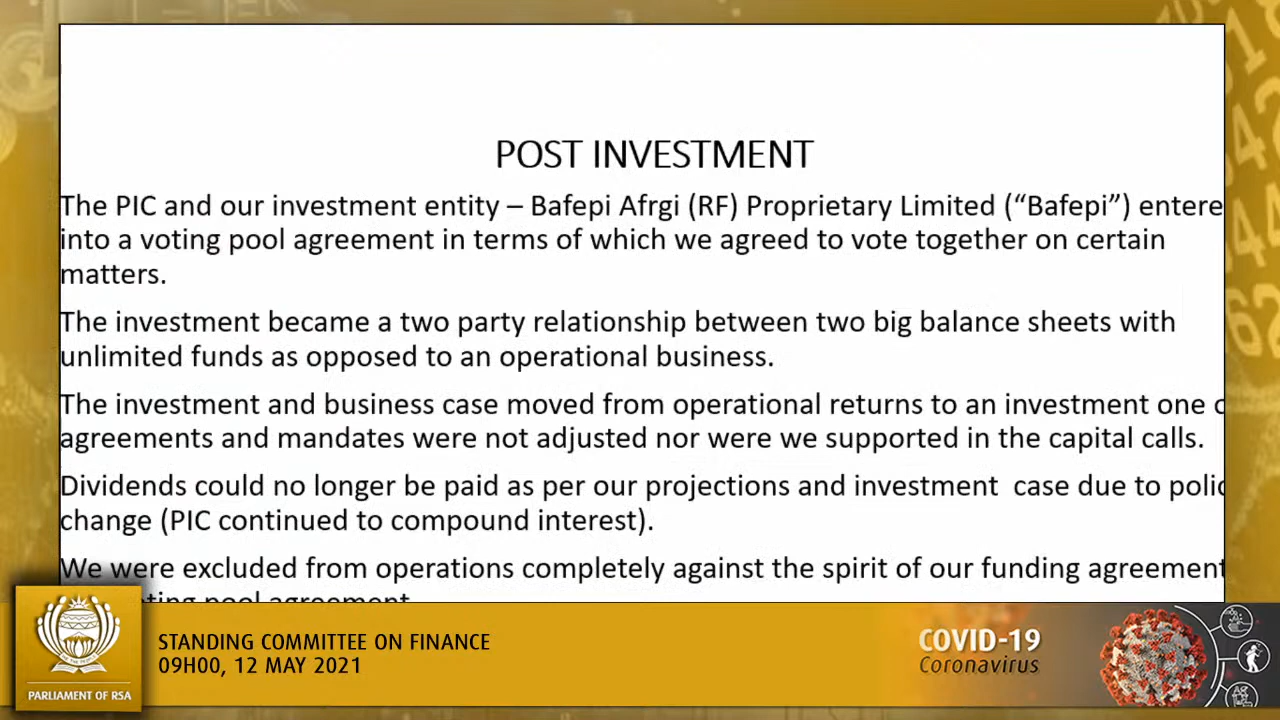 POST INVESTMENT
The PIC and our investment entity – Bafepi Afrgi (RF) Proprietary Limited (“Bafepi”) entere
into a voting pool agreement in terms of which we agreed to vote together on certain
matters.
The investment became a two party relationship between two big balance sheets with
unlimited funds as opposed to an operational business.
The investment and business case moved from operational returns to an investment one
agreements and mandates were not adjusted nor were we supported in the capital calls.
Dividends could no longer be paid as per our projections and investment case due to polic
change (PIC continued to compound interest).
We were excluded from operations completely against the spirit of our funding agreement
ting pool agreement
STANDING COMMITTEE ON FINANCE
09H00, 12 MAY 2021
COVID-19
Coronavirus
PARLIAMENT OF RSA